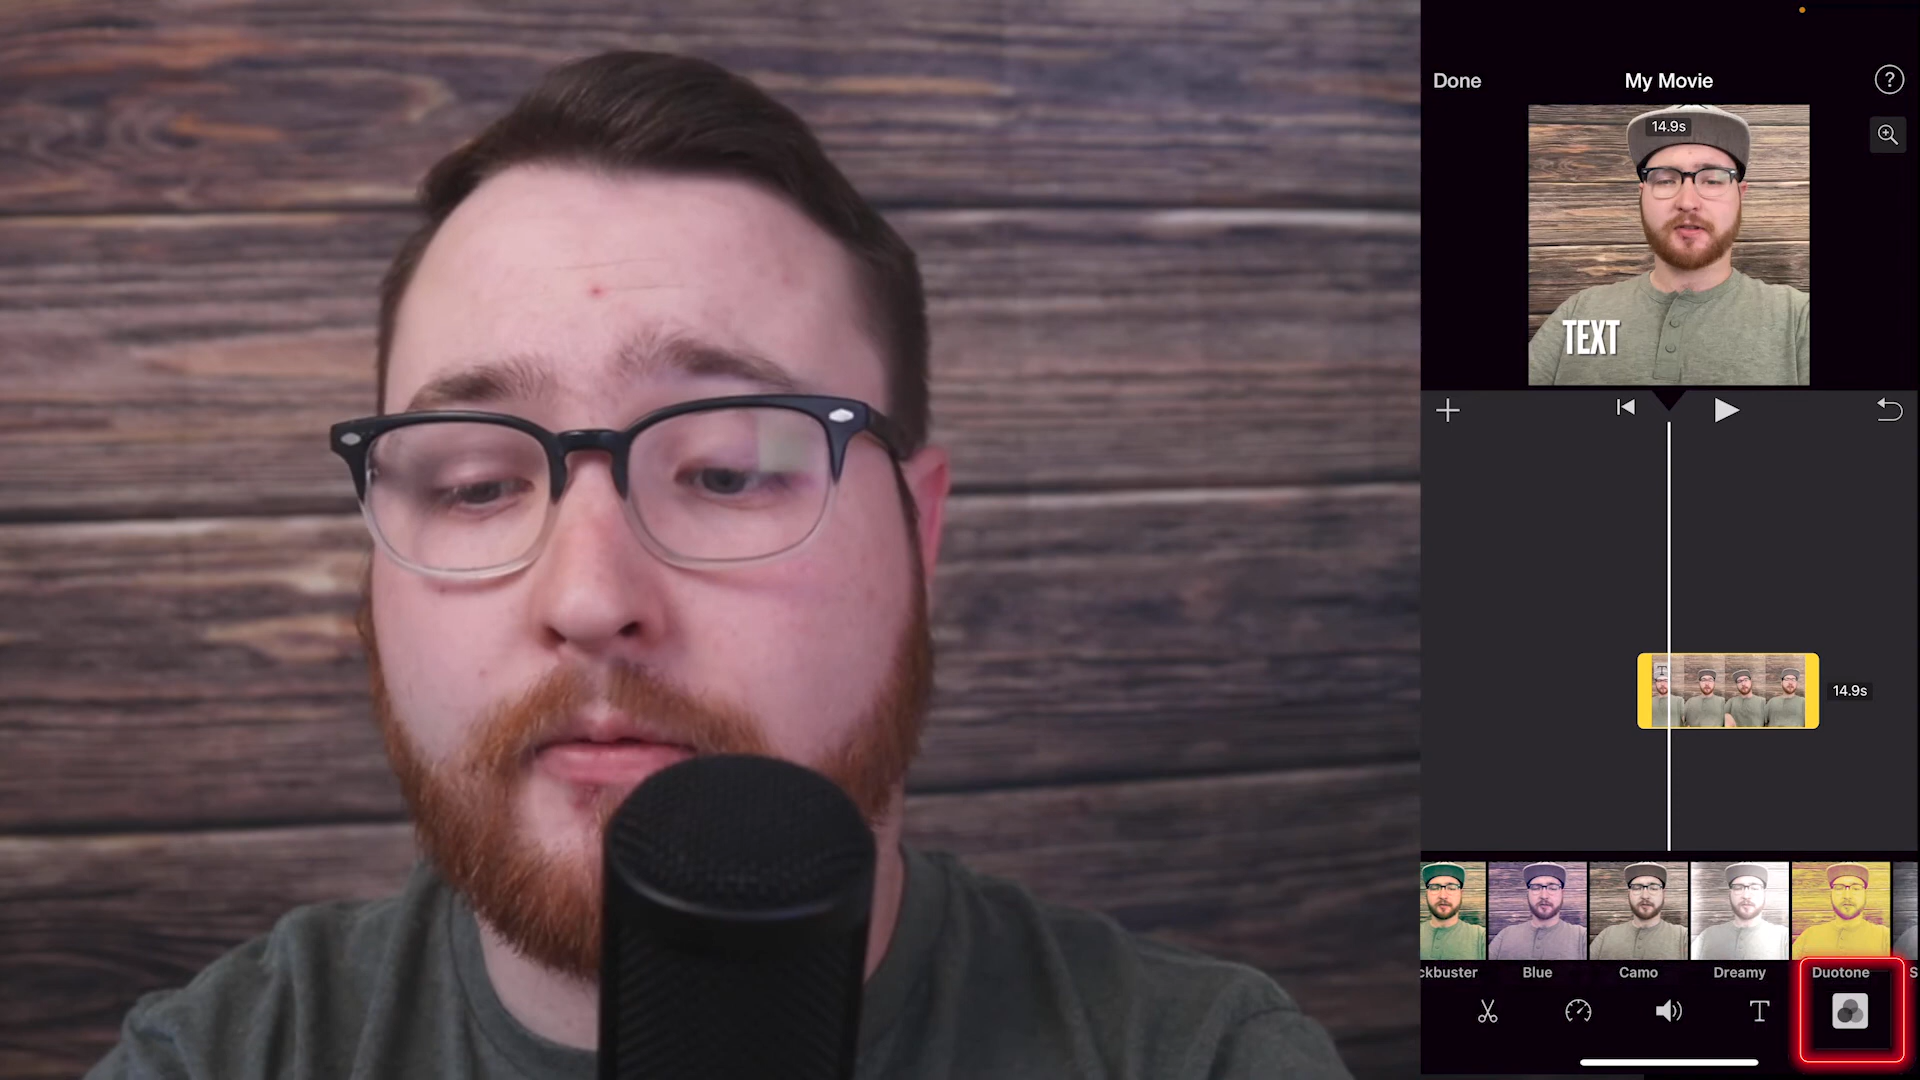 Done
My Movie
?
14.9s
TEXT
14.9s
ckbuster
Blue
Camo
Dreamy
Duotone
S
T